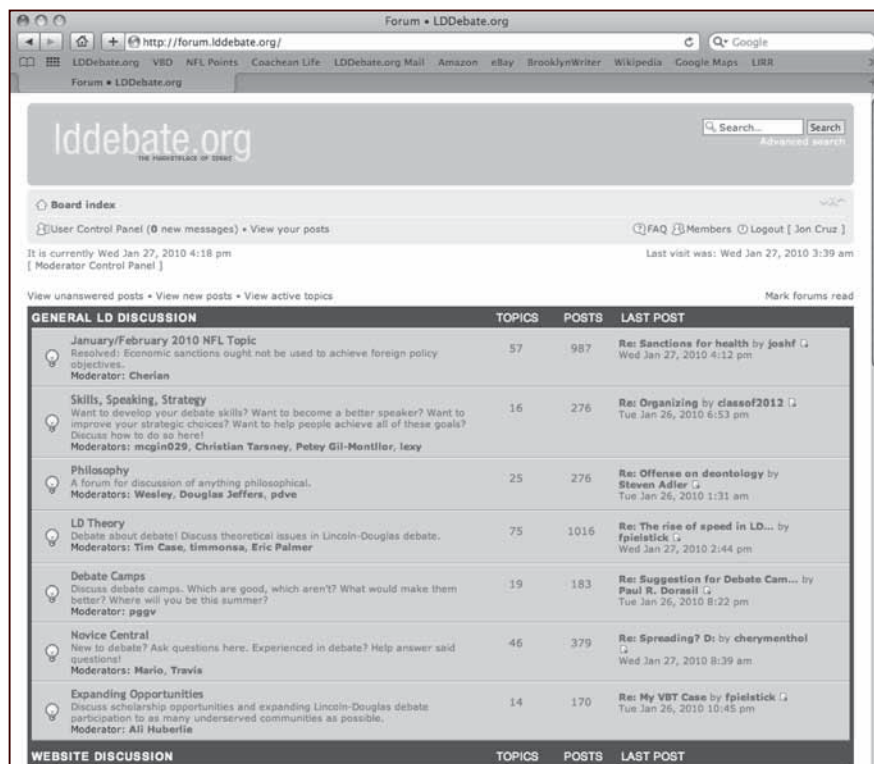 Forum • LDDebate.org
http://forum.lddebate.org/
Google
LDDebate.org VBD NFL Points Coachean Life LDDebate.org Mail Amazon eBay BrooklynWriter Wikipedia Google Maps LIRR
Forum • LDDebate.org
lddebate.org
THE MARKETPLACE OF IDEAS
Search... Search
Advanced search
Board index
User Control Panel (0 new messages) • View your posts
FAQ Members Logout [ Jon Cruz ]
It is currently Wed Jan 27, 2010 4:18 pm
Last visit was: Wed Jan 27, 2010 3:39 am
[ Moderator Control Panel ]
View unanswered posts • View new posts • View active topics
Mark forums read
GENERAL LD DISCUSSION TOPICS POSTS LAST POST
January/February 2010 NFL Topic
Resolved: Economic sanctions ought not be used to achieve foreign policy
objectives.
Moderator: Cherian
57 987
Re: Sanctions for health by joshf
Wed Jan 27, 2010 4:12 pm
Skills, Speaking, Strategy
Want to develop your debate skills? Want to become a better speaker? Want to
improve your strategic choices? Want to help people achieve all of these goals?
Discuss how to do so here!
Moderators: mcgin029, Christian Tarsney, Petey Gil-Montllor, lexy
16 276
Re: Organizing by classof2012
Tue Jan 26, 2010 6:53 pm
Philosophy
A forum for discussion of anything philosophical.
Moderators: Wesley, Douglas Jeffers, pdve
25 276
Re: Offense on deontology by
Steven Adler
Tue Jan 26, 2010 1:31 am
LD Theory
Debate about debate! Discuss theoretical issues in Lincoln-Douglas debate.
Moderators: Tim Case, timmonsa, Eric Palmer
75 1016
Re: The rise of speed in LD... by
fpielstick
Wed Jan 27, 2010 2:44 pm
Debate Camps
Discuss debate camps. Which are good, which aren't? What would make them
better? Where will you be this summer?
Moderator: pggv
19 183
Re: Suggestion for Debate Cam... by
Paul R. Dorasil
Tue Jan 26, 2010 8:22 pm
Novice Central
New to debate? Ask questions here. Experienced in debate? Help answer said
questions!
Moderators: Mario, Travis
46 379
Re: Spreading? D: by cherymenthol
Wed Jan 27, 2010 8:39 am
Expanding Opportunities
Discuss scholarship opportunities and expanding Lincoln-Douglas debate
participation to as many underserved communities as possible.
Moderator: Ali Huberlie
14 170
Re: My VBT Case by fpielstick
Tue Jan 26, 2010 10:45 pm
WEBSITE DISCUSSION TOPICS POSTS LAST POST